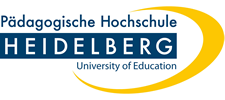 Pädagogische Hochschule
HEIDELBERG
University of Education